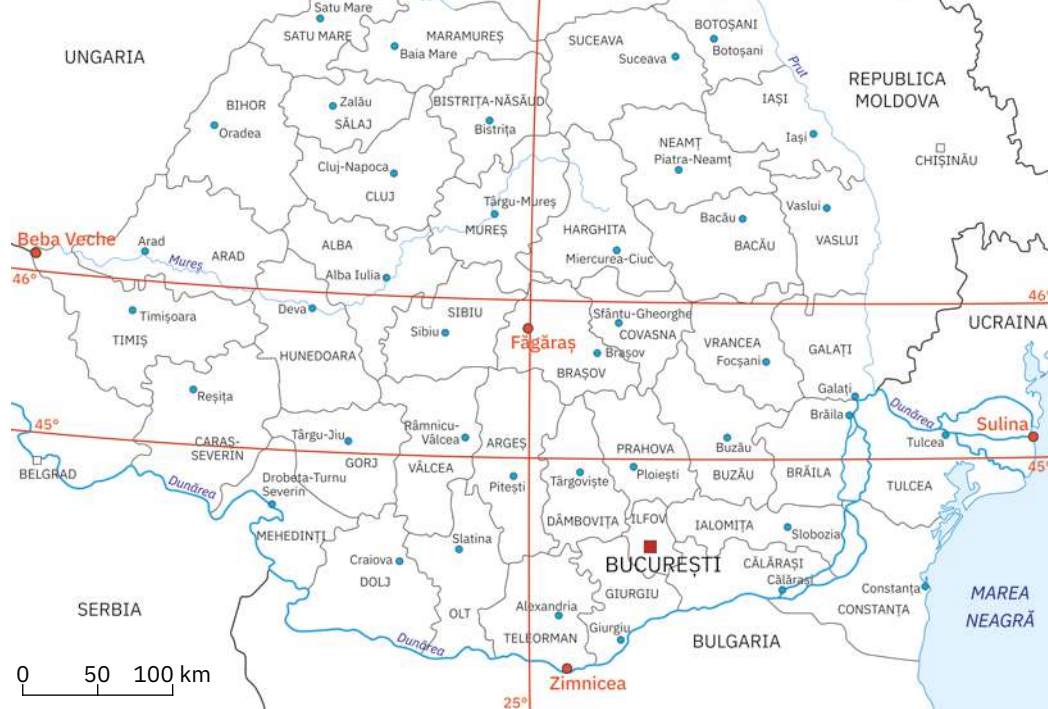 Satu Mare
SATU MARE
MARAMUREȘ
Baia Mare
SUCEAVA
Suceava
BOTOȘANI
Botoșani
Prut
UNGARIA
REPUBLICA
MOLDOVA
BIHOR
Oradea
Zalău
SĂLAJ
BISTRIȚA-NĂSĂUD
Bistrița
IAȘI
Iași
NEAMȚ
Piatra-Neamț
CHIȘINĂU
Cluj-Napoca
CLUJ
Târgu-Mureș
MUREȘ
HARGHITA
Miercurea-Ciuc
Bacău
BACĂU
Vaslui
VASLUI
Beba Veche
Arad
ARAD
Mureș
ALBA
Alba Iulia
46°
46°
Timișoara
TIMIȘ
Deva
HUNEDOARA
SIBIU
Sibiu
Făgăraș
Sfântu-Gheorghe
COVASNA
Brașov
BRAȘOV
VRANCEA
Focșani
GALAȚI
Galați
UCRAINA
Reșița
CARAȘ-
SEVERIN
45°
BELGRAD
Dunărea
Târgu-Jiu
GORJ
Râmnicu-
Vâlcea
VÂLCEA
ARGEȘ
Pitești
Târgoviște
DÂMBOVIȚA
PRAHOVA
Ploiești
Buzău
BUZĂU
Brăila
BRĂILA
Dunărea
Tulcea
TULCEA
Sulina
45°
Drobeta-Turnu
Severin
MEHEDINȚI
Craiova
DOLJ
Slatina
OLT
ILFOV
BUCUREȘTI
IALOMIȚA
Slobozia
CĂLĂRAȘI
Călărași
GIURGIU
Giurgiu
Alexandria
TELEORMAN
Constanța
CONSTANȚA
MAREA
NEAGRĂ
SERBIA
Dunărea
BULGARIA
Zimnicea
0 50 100 km
25°